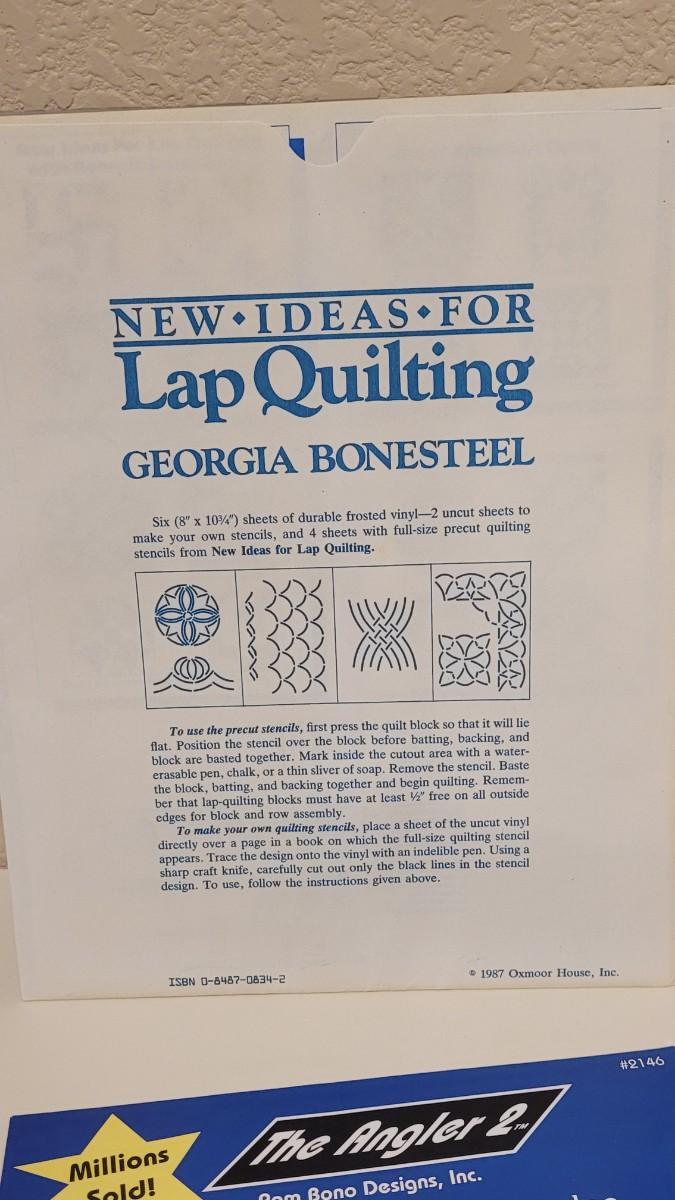 NEW • IDEAS • FOR
Lap Quilting
GEORGIA BONESTEEL
Six (8″ x 10¾″) sheets of durable frosted vinyl—2 uncut sheets to
make your own stencils, and 4 sheets with full-size precut quilting
stencils from New Ideas for Lap Quilting.
To use the precut stencils, first press the quilt block so that it will lie
flat. Position the stencil over the block before batting, backing, and
block are basted together. Mark inside the cutout area with a water-
erasable pen, chalk, or a thin sliver of soap. Remove the stencil. Baste
the block, batting, and backing together and begin quilting. Remem-
ber that lap-quilting blocks must have at least ½″ free on all outside
edges for block and row assembly.
To make your own quilting stencils, place a sheet of the uncut vinyl
directly over a page in a book on which the full-size quilting stencil
appears. Trace the design onto the vinyl with an indelible pen. Using a
sharp craft knife, carefully cut out only the black lines in the stencil
design. To use, follow the instructions given above.
ISBN 0-8487-0834-2
© 1987 Oxmoor House, Inc.
#2146
The Angler 2™
Millions
Sold!
Pam Bono Designs, Inc.